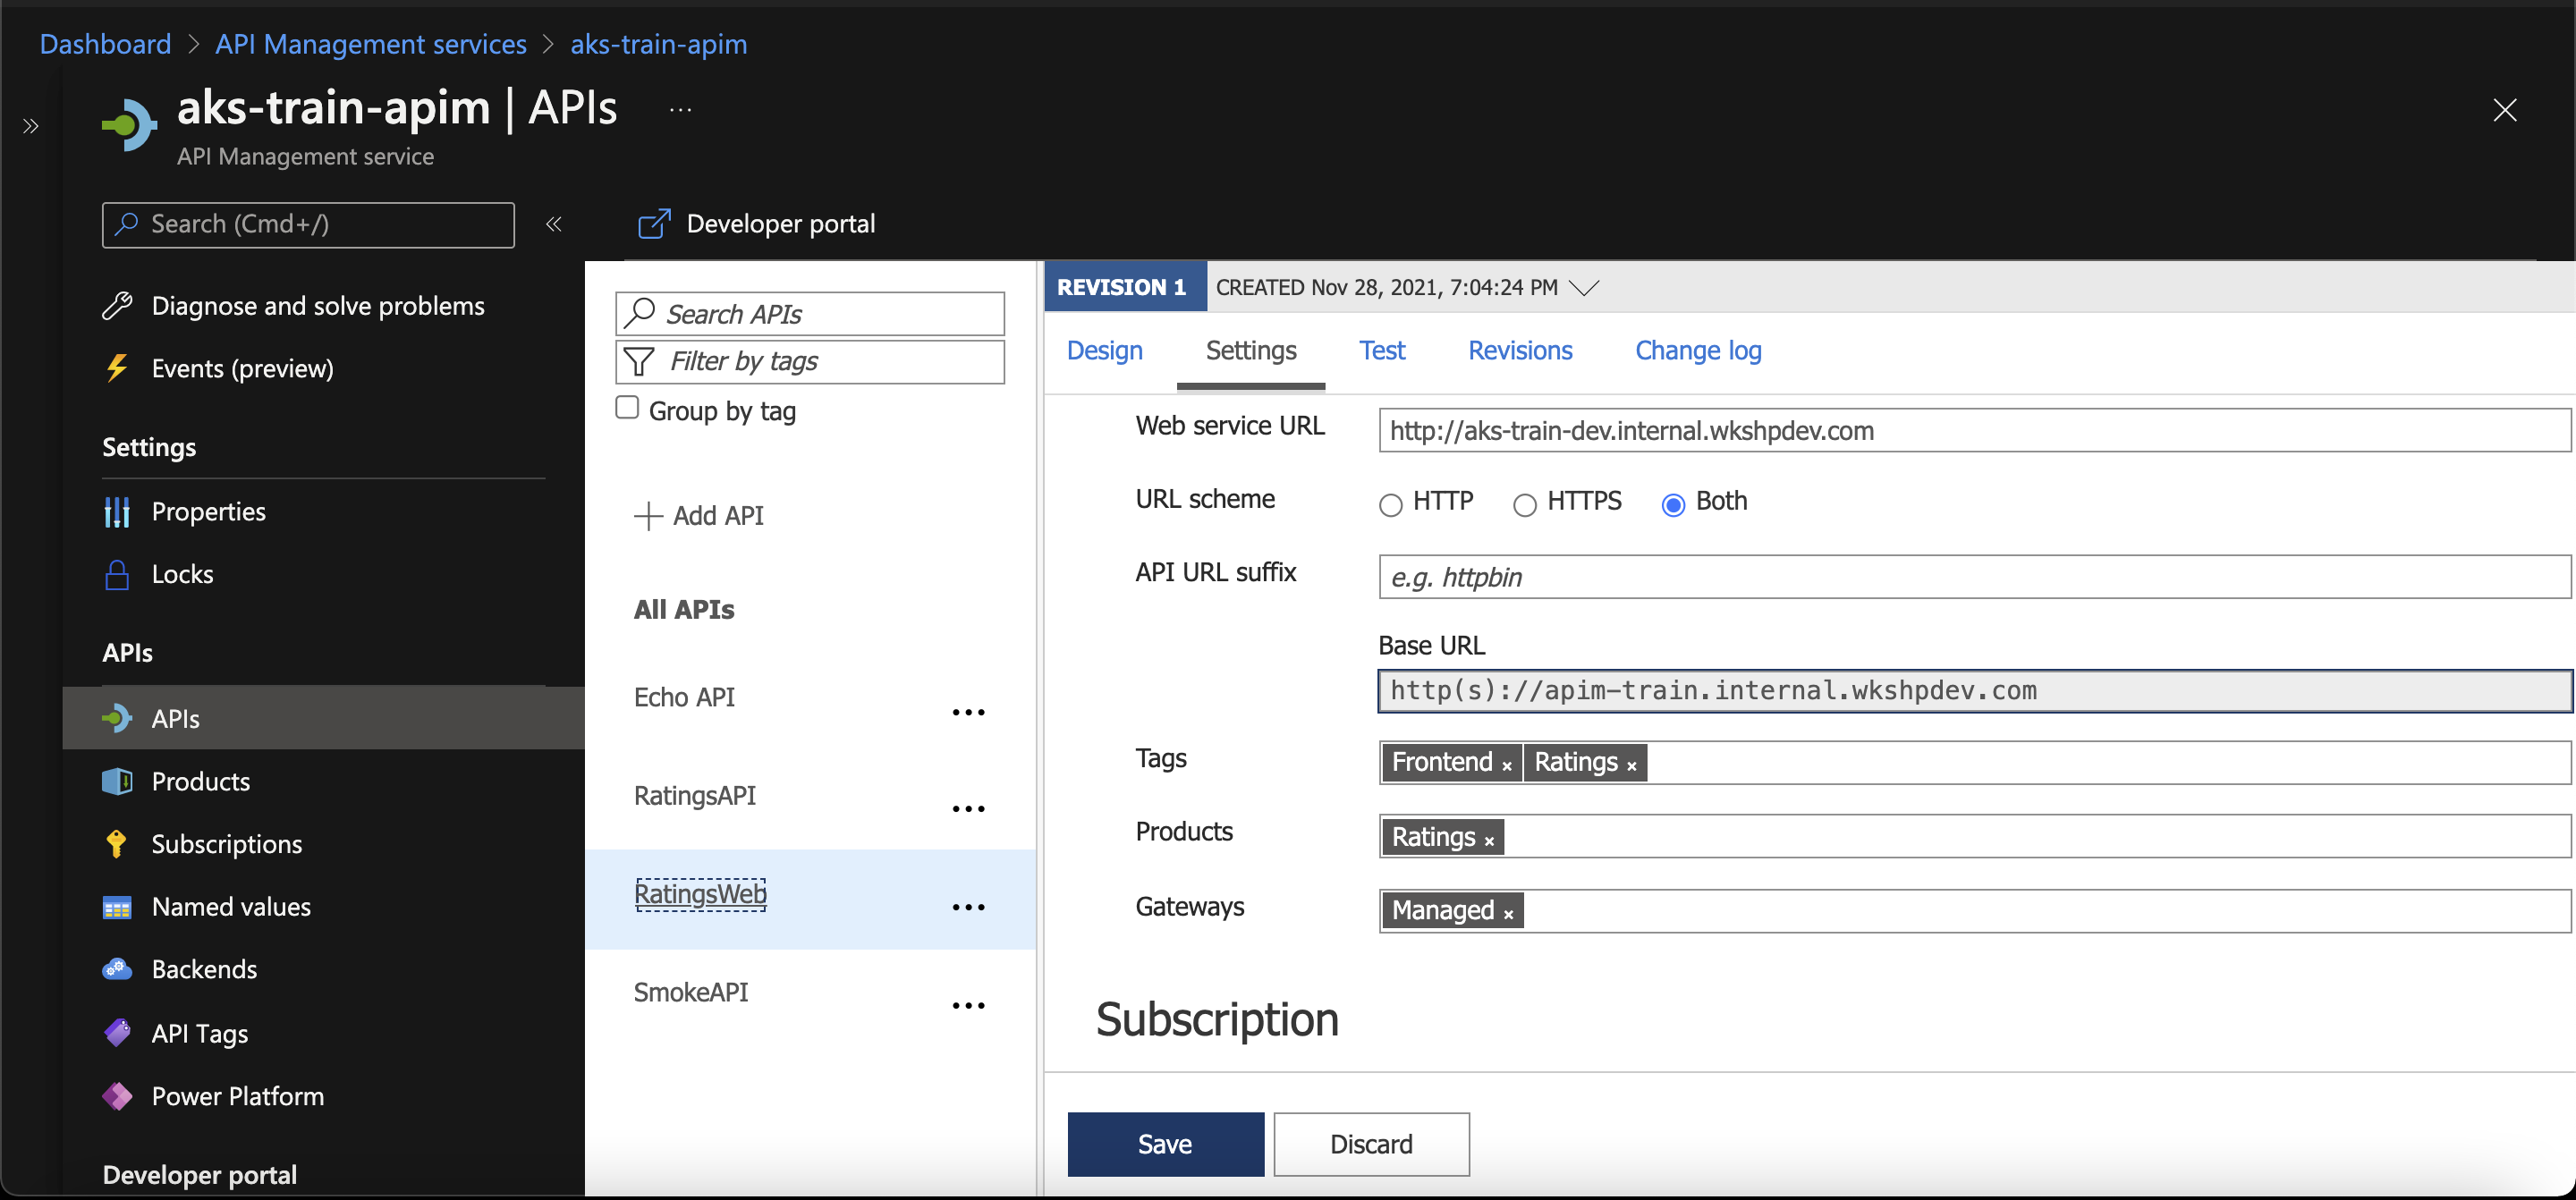 Dashboard > API Management services > aks-train-apim
aks-train-apim | APIs ...
API Management service
Search (Cmd+/)
Diagnose and solve problems
Events (preview)
Settings
Properties
Locks
APIs
APIs
Products
Subscriptions
Named values
Backends
API Tags
Power Platform
Developer portal
Developer portal
Search APIs
Filter by tags
Group by tag
Add API
All APIs
Echo API
RatingsAPI
RatingsWeb
SmokeAPI
REVISION 1 CREATED Nov 28, 2021, 7:04:24 PM
Design Settings Test Revisions Change log
Web service URL http://aks-train-dev.internal.wkshpdev.com
URL scheme HTTP HTTPS Both
API URL suffix e.g. httpbin
Base URL
http(s)://apim-train.internal.wkshpdev.com
Tags Frontend × Ratings ×
Products Ratings ×
Gateways Managed ×
Subscription
Save Discard